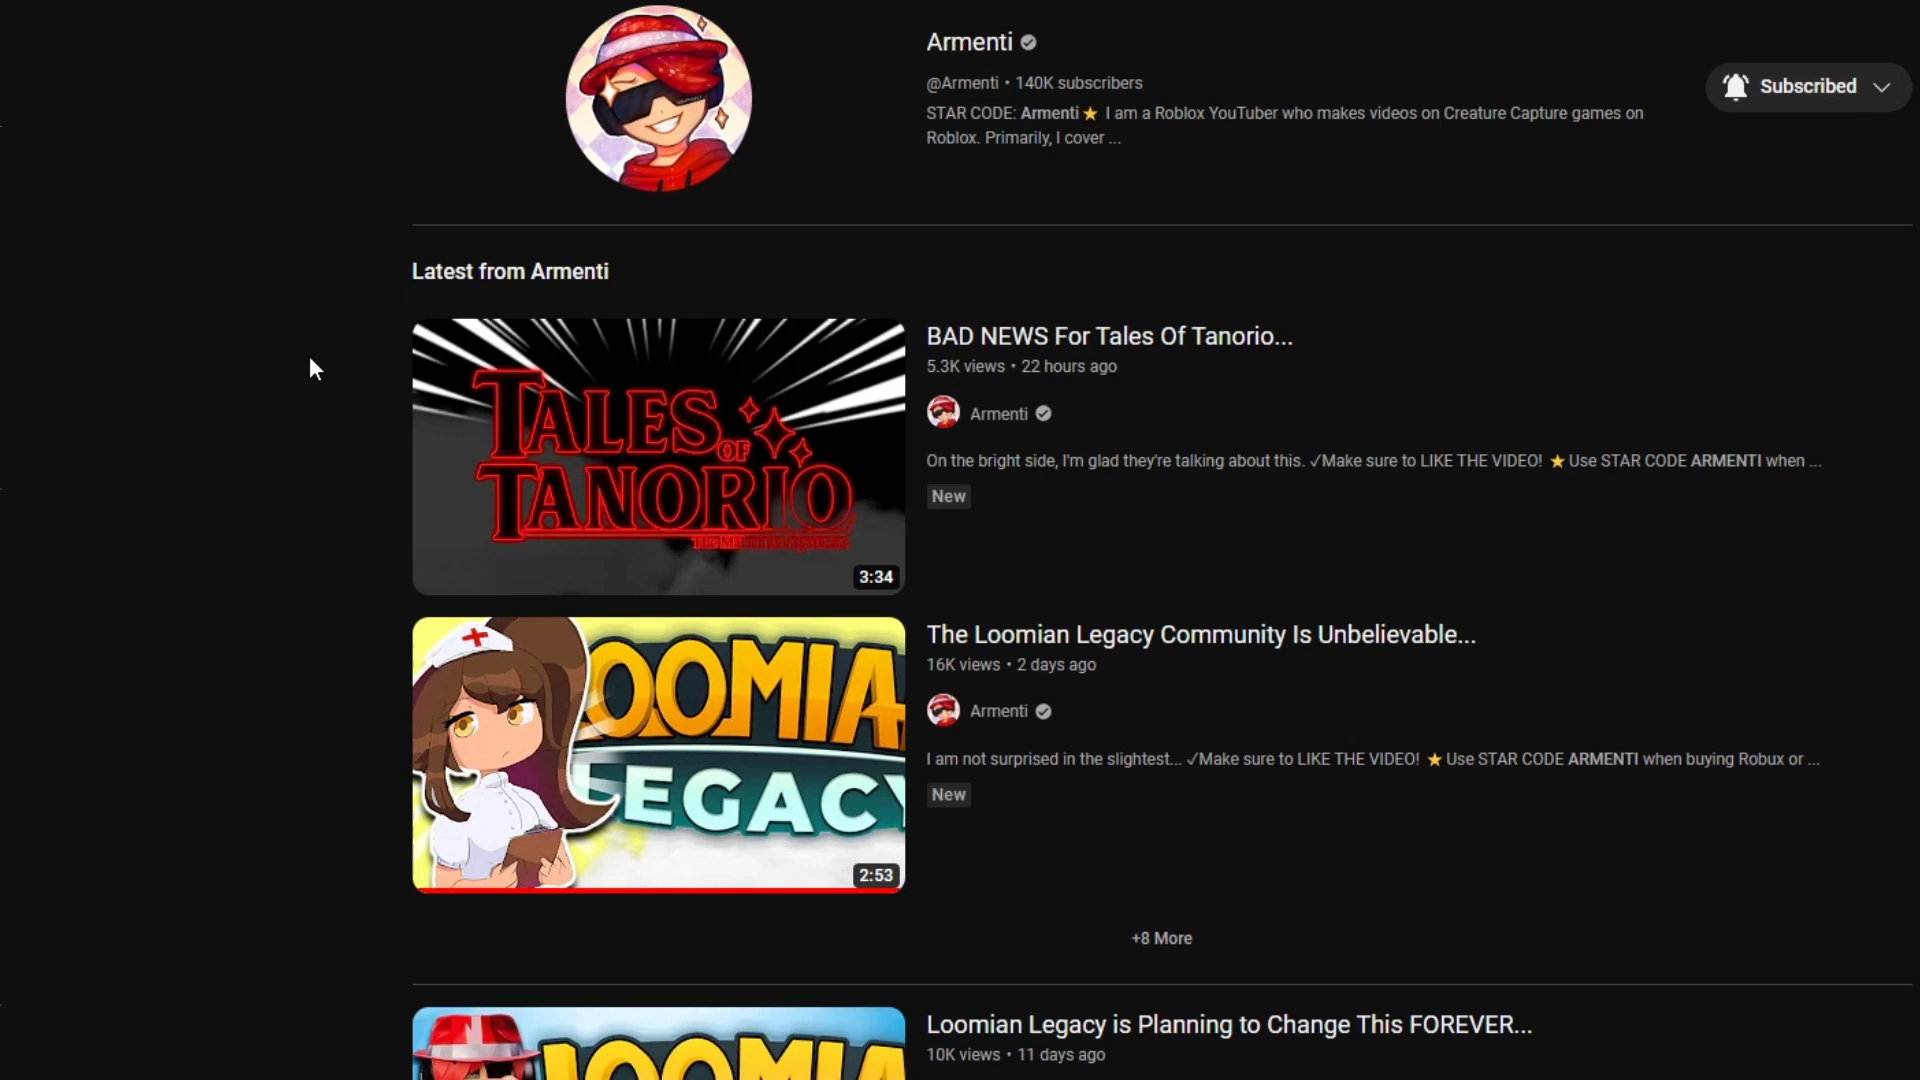 Armenti
@Armenti • 140K subscribers
Subscribed
STAR CODE: Armenti⭐ I am a Roblox YouTuber who makes videos on Creature Capture games on
Roblox. Primarily, I cover ...
Latest from Armenti
TALES
OF
TANORIO
3:34
BAD NEWS For Tales Of Tanorio...
5.3K views • 22 hours ago
Armenti
On the bright side, I'm glad they're talking about this. ✓Make sure to LIKE THE VIDEO! ⭐ Use STAR CODE ARMENTI when ...
New
LOOMIA
LEGACY
2:53
The Loomian Legacy Community Is Unbelievable...
16K views • 2 days ago
Armenti
I am not surprised in the slightest... ✓Make sure to LIKE THE VIDEO! ⭐ Use STAR CODE ARMENTI when buying Robux or ...
New
+8 More
LOOMIA
Loomian Legacy is Planning to Change This FOREVER...
10K views • 11 days ago